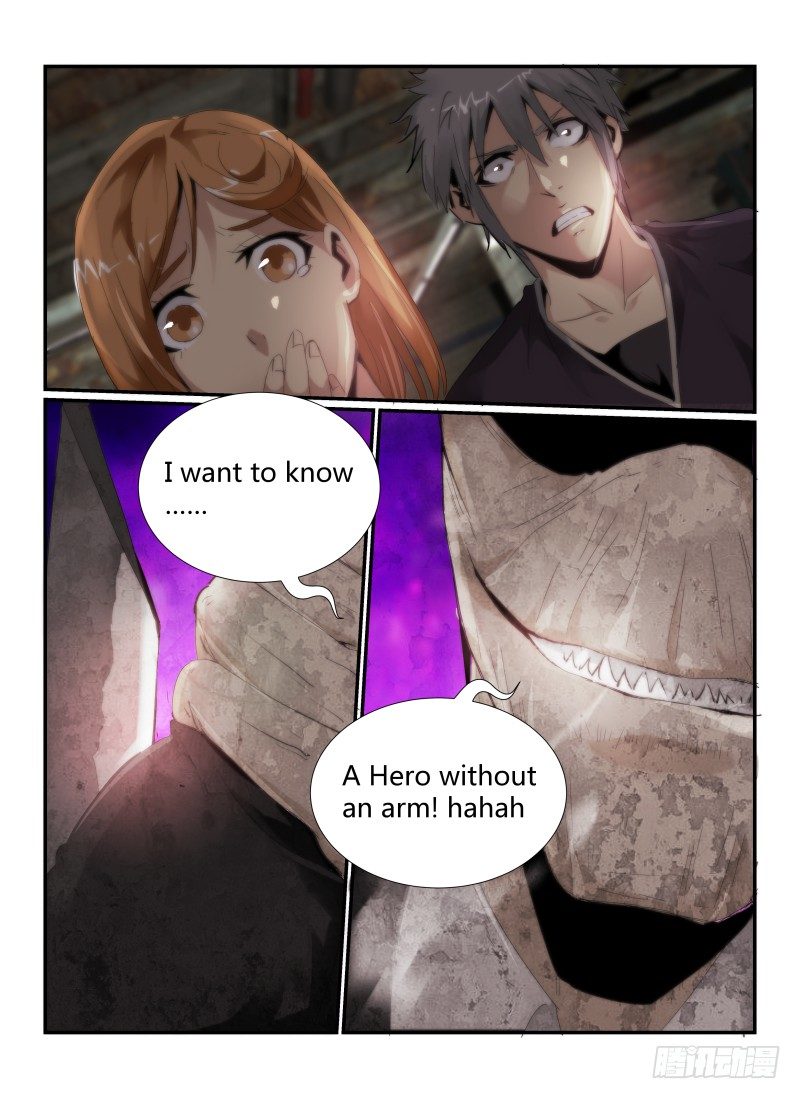 I want to know
......
A Hero without
an arm! hahah
腾讯动漫